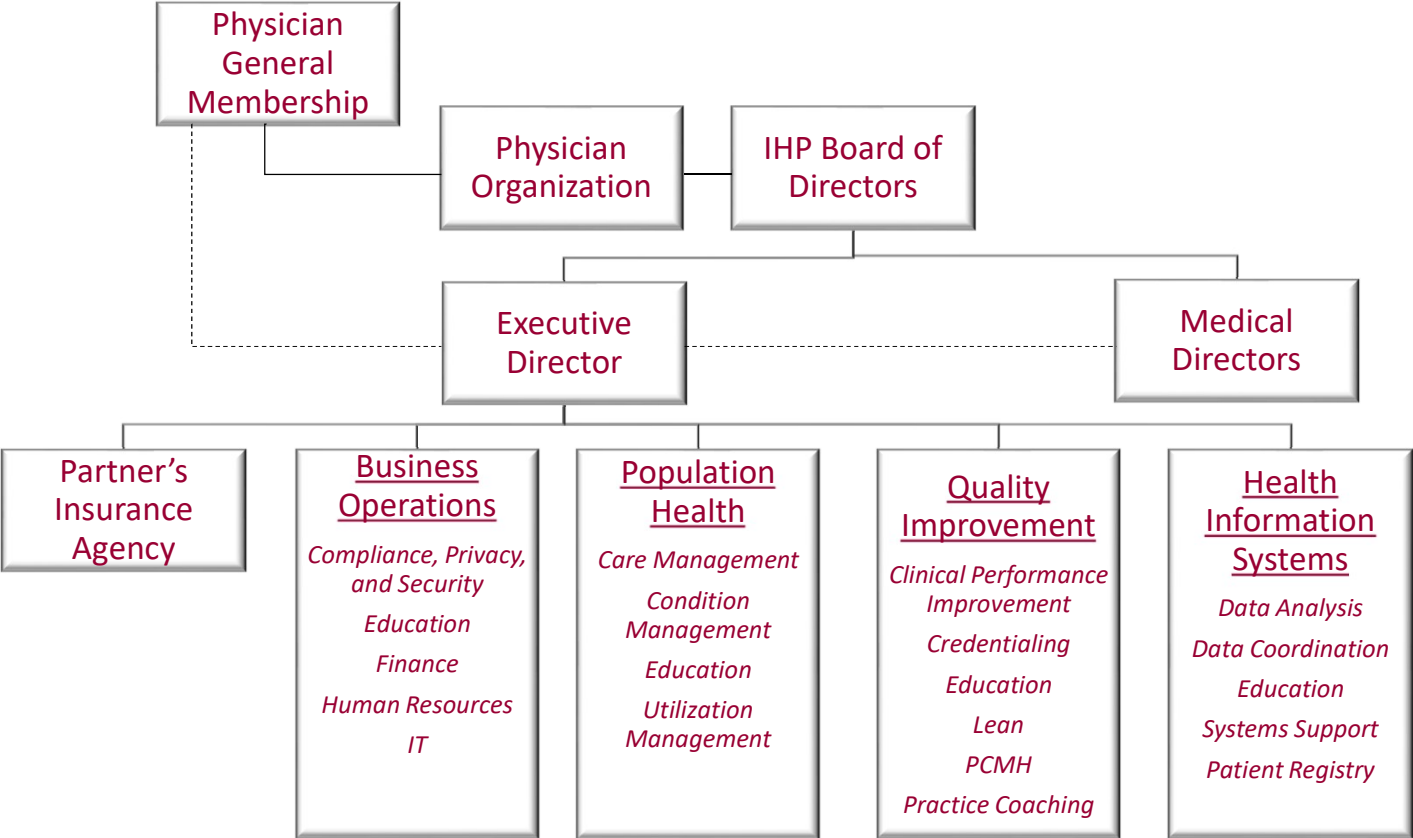 Physician
General
Membership
Physician
Organization
IHP Board of
Directors
Executive
Director
Medical
Directors
Partner’s
Insurance
Agency
Business
Operations
Compliance, Privacy,
and Security
Education
Finance
Human Resources
IT
Population
Health
Care Management
Condition
Management
Education
Utilization
Management
Quality
Improvement
Clinical Performance
Improvement
Credentialing
Education
Lean
PCMH
Practice Coaching
Health
Information
Systems
Data Analysis
Data Coordination
Education
Systems Support
Patient Registry